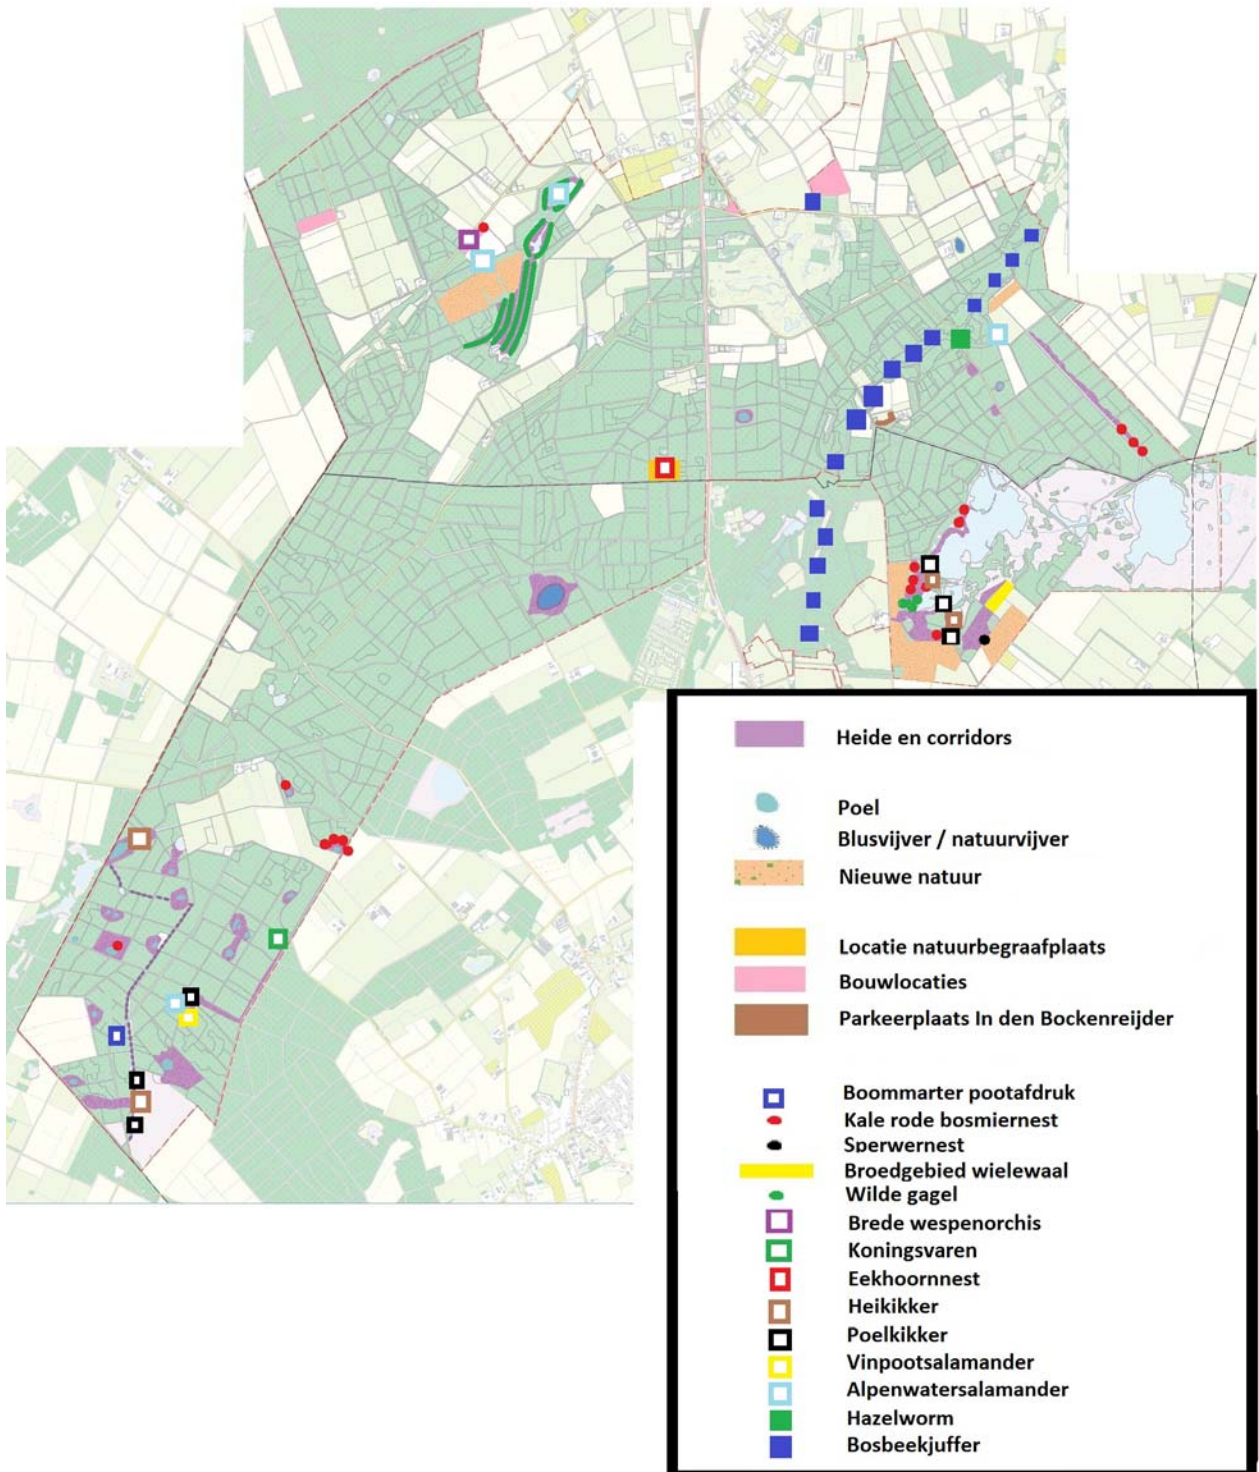 Heide en corridors
Poel
Blusvijver / natuurvijver
Nieuwe natuur
Locatie natuurbegraafplaats
Bouwlocaties
Parkeerplaats In den Bockenreijder
Boommarter pootafdruk
Kale rode bosmiernest
Sperwernest
Broedgebied wielewaal
Wilde gagel
Brede wespenorchis
Koningsvaren
Eekhoornnest
Heikikker
Poelkikker
Vinpootsalamander
Alpenwatersalamander
Hazelworm
Bosbeekjuffer